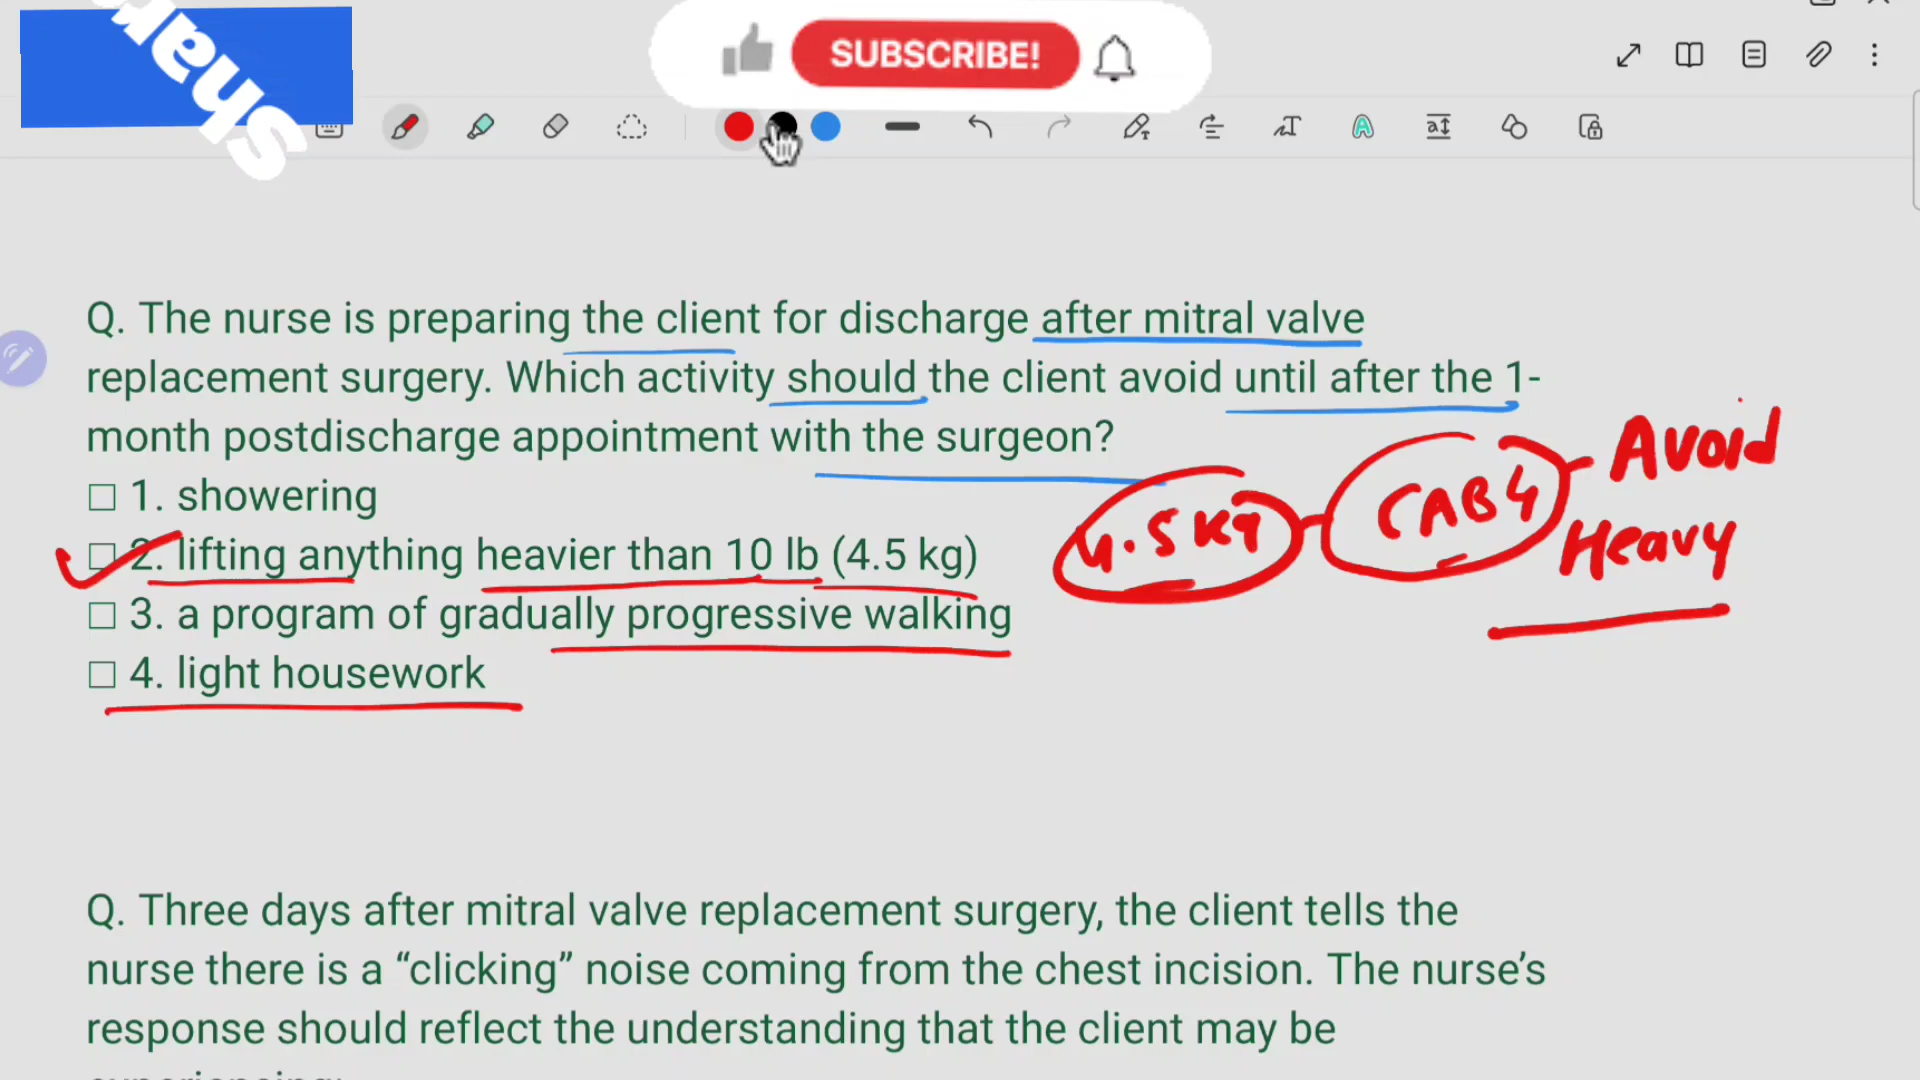 Shar
SUBSCRIBE!
Q. The nurse is preparing the client for discharge after mitral valve
replacement surgery. Which activity should the client avoid until after the 1-
month postdischarge appointment with the surgeon?
□ 1. showering
□ 2. lifting anything heavier than 10 lb (4.5 kg)
□ 3. a program of gradually progressive walking
□ 4. light housework
4.5 Kg
CABG
Avoid
Heavy
Q. Three days after mitral valve replacement surgery, the client tells the
nurse there is a “clicking” noise coming from the chest incision. The nurse’s
response should reflect the understanding that the client may be